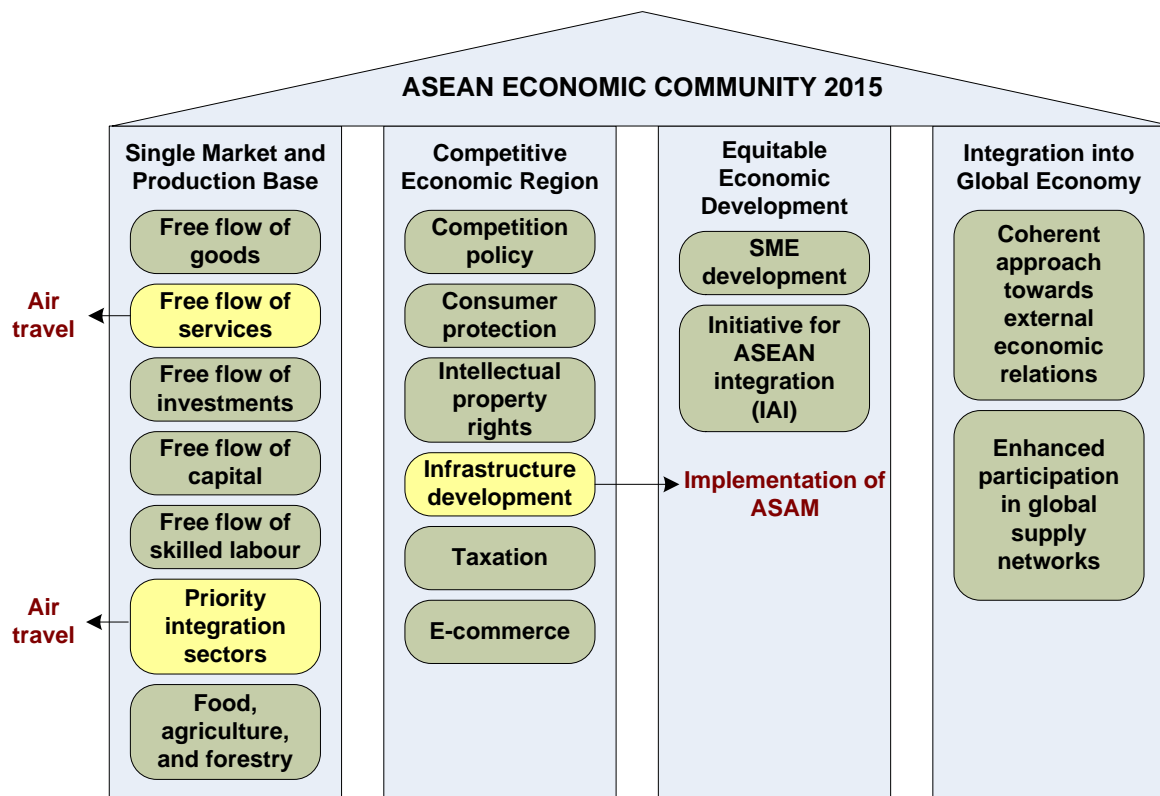 ASEAN ECONOMIC COMMUNITY 2015
Single Market and
Production Base
Free flow of
goods
Free flow of
services
Air
travel
Free flow of
investments
Free flow of
capital
Free flow of
skilled labour
Priority
integration
sectors
Air
travel
Food,
agriculture,
and forestry
Competitive
Economic Region
Competition
policy
Consumer
protection
Intellectual
property
rights
Infrastructure
development
Implementation of
ASAM
Taxation
E-commerce
Equitable
Economic
Development
SME
development
Initiative for
ASEAN
integration
(IAI)
Integration into
Global Economy
Coherent
approach
towards
external
economic
relations
Enhanced
participation
in global
supply
networks